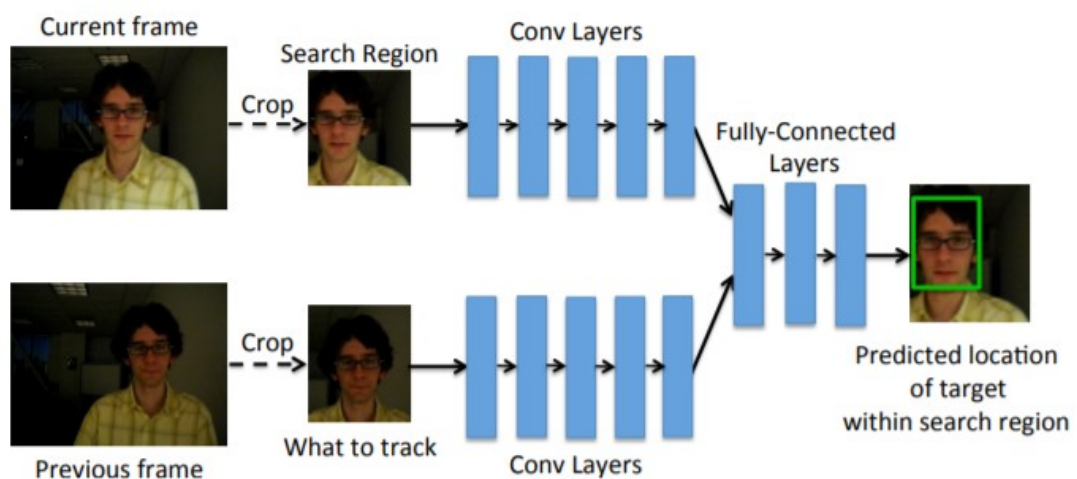 Current frame
Crop
Search Region
Conv Layers
Fully-Connected
Layers
Previous frame
Crop
What to track
Conv Layers
Predicted location
of target
within search region